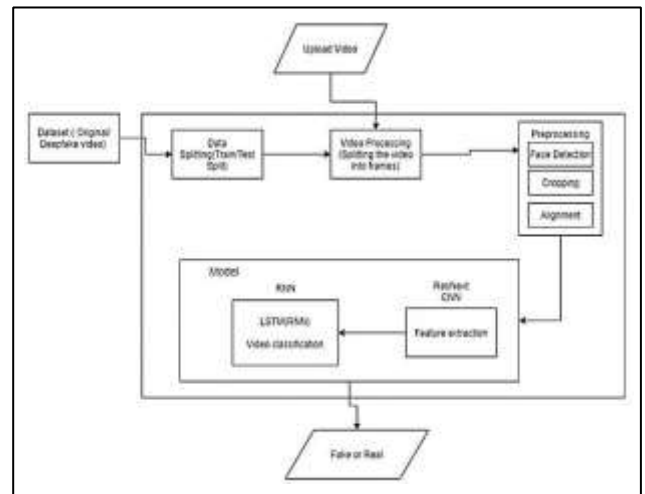 Upload Video
Dataset ( Original
Deepfake video)
Data
Splitting(Train/Test
Split)
Video Processing
(Splitting the video
into frames)
Preprocessing
Face Detection
Cropping
Alignment
Model
RNN
LSTM(RNN)
Video classification
ResNext
CNN
Feature extraction
Fake or Real